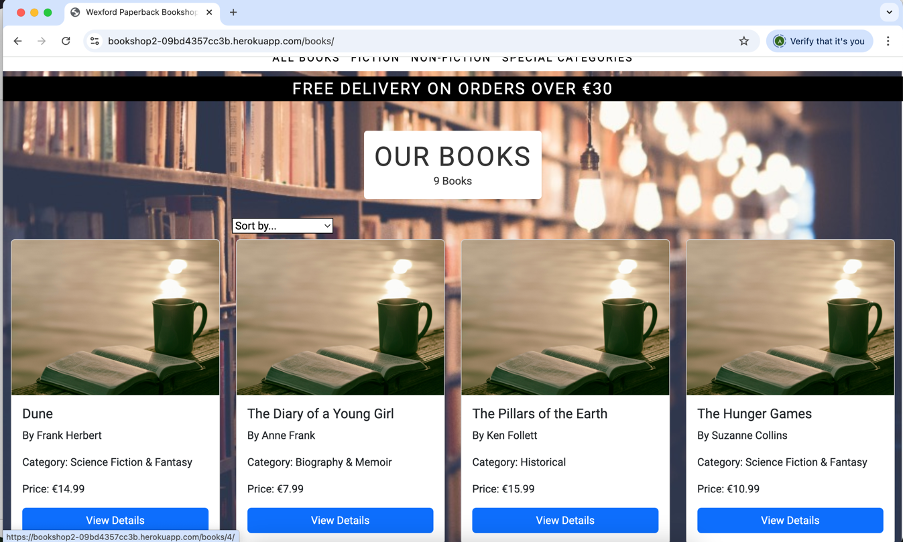 Wexford Paperback Bookshop
bookshop2-09bd4357cc3b.herokuapp.com/books/
Verify that it's you
ALL BOOKS FICTION NON-FICTION SPECIAL CATEGORIES
FREE DELIVERY ON ORDERS OVER €30
OUR BOOKS
9 Books
Sort by...
Dune
By Frank Herbert
Category: Science Fiction & Fantasy
Price: €14.99
View Details
The Diary of a Young Girl
By Anne Frank
Category: Biography & Memoir
Price: €7.99
View Details
The Pillars of the Earth
By Ken Follett
Category: Historical
Price: €15.99
View Details
The Hunger Games
By Suzanne Collins
Category: Science Fiction & Fantasy
Price: €10.99
View Details
https://bookshop2-09bd4357cc3b.herokuapp.com/books/4/